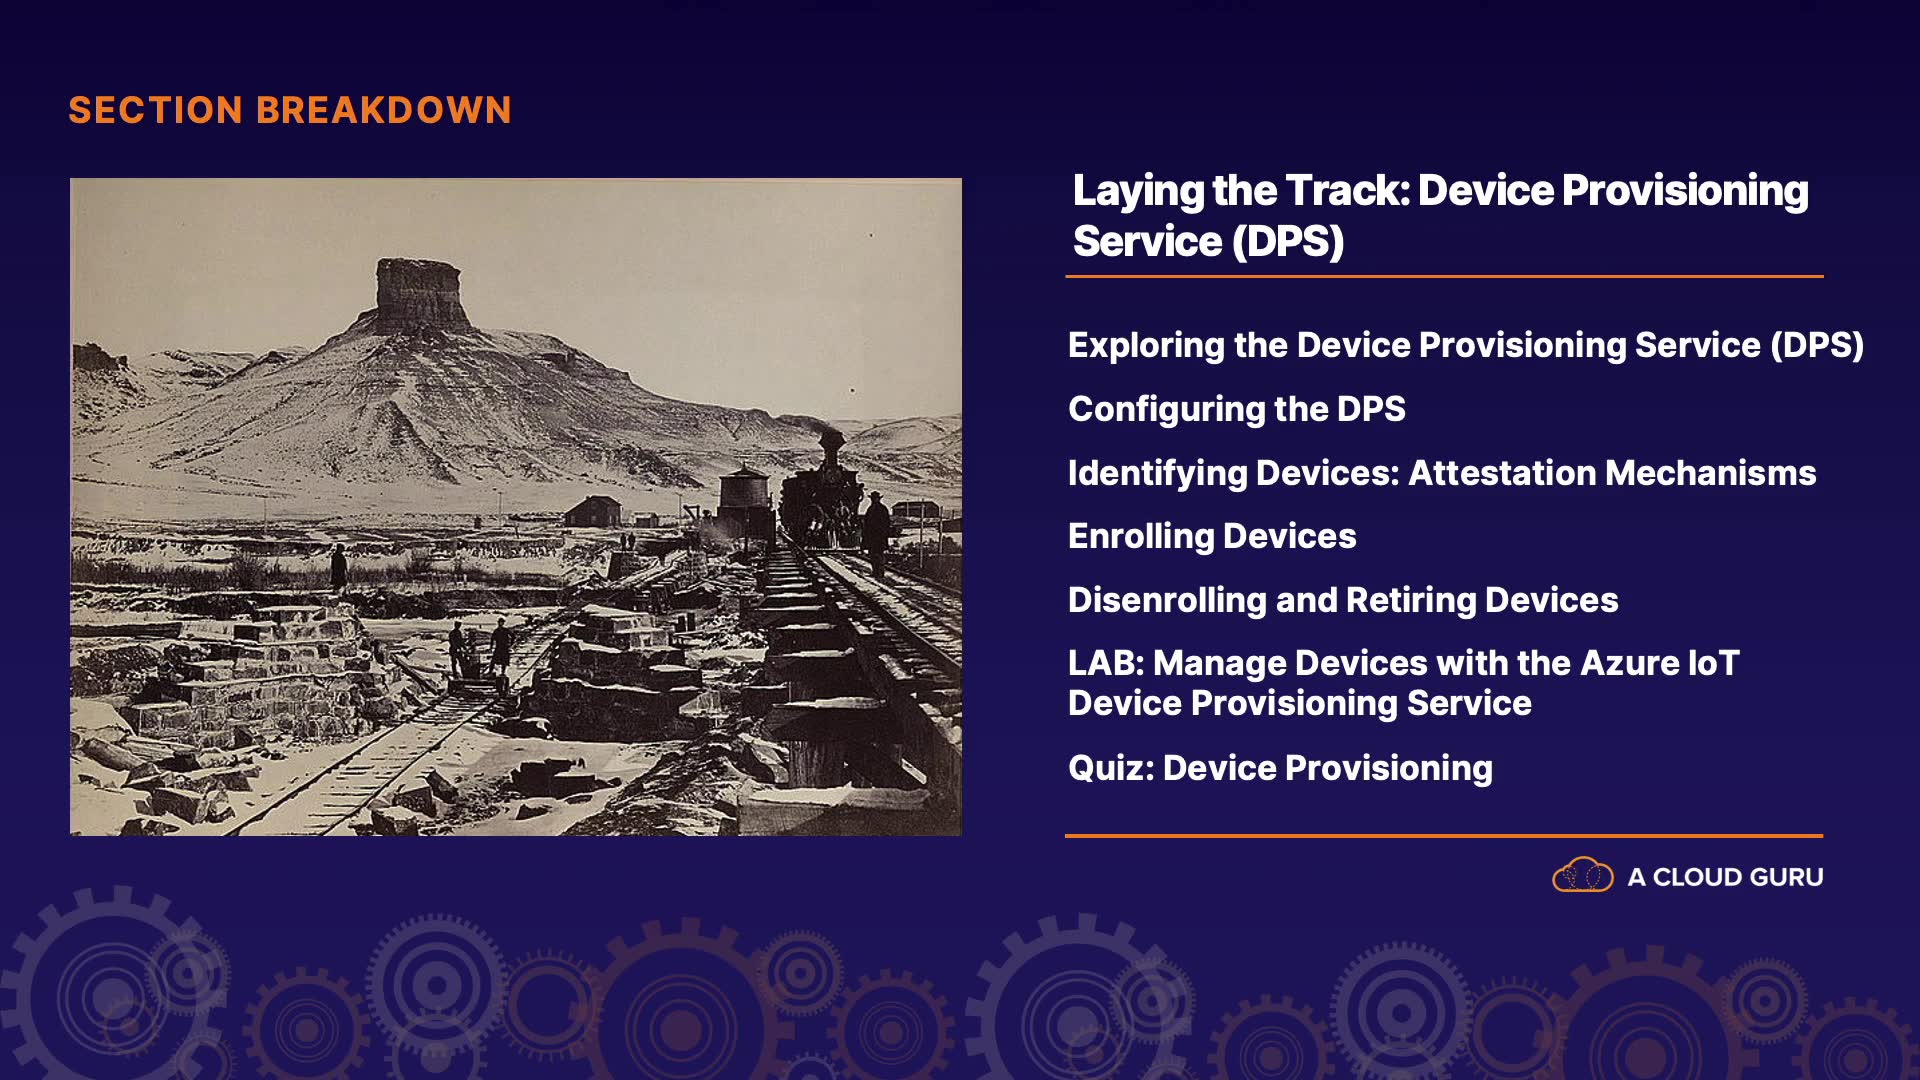 SECTION BREAKDOWN
Laying the Track: Device Provisioning
Service (DPS)
Exploring the Device Provisioning Service (DPS)
Configuring the DPS
Identifying Devices: Attestation Mechanisms
Enrolling Devices
Disenrolling and Retiring Devices
LAB: Manage Devices with the Azure IoT
Device Provisioning Service
Quiz: Device Provisioning
A CLOUD GURU